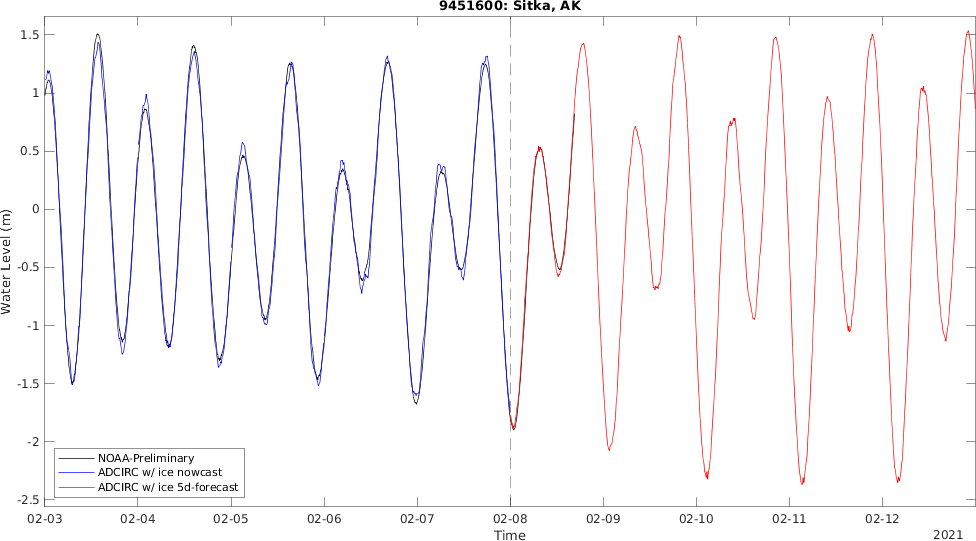 9451600: Sitka, AK
1.5
1
0.5
0
-0.5
-1
-1.5
-2
-2.5
Water Level (m)
NOAA-Preliminary
ADCIRC w/ ice nowcast
ADCIRC w/ ice 5d-forecast
02-03 02-04 02-05 02-06 02-07 02-08 02-09 02-10 02-11 02-12
Time
2021